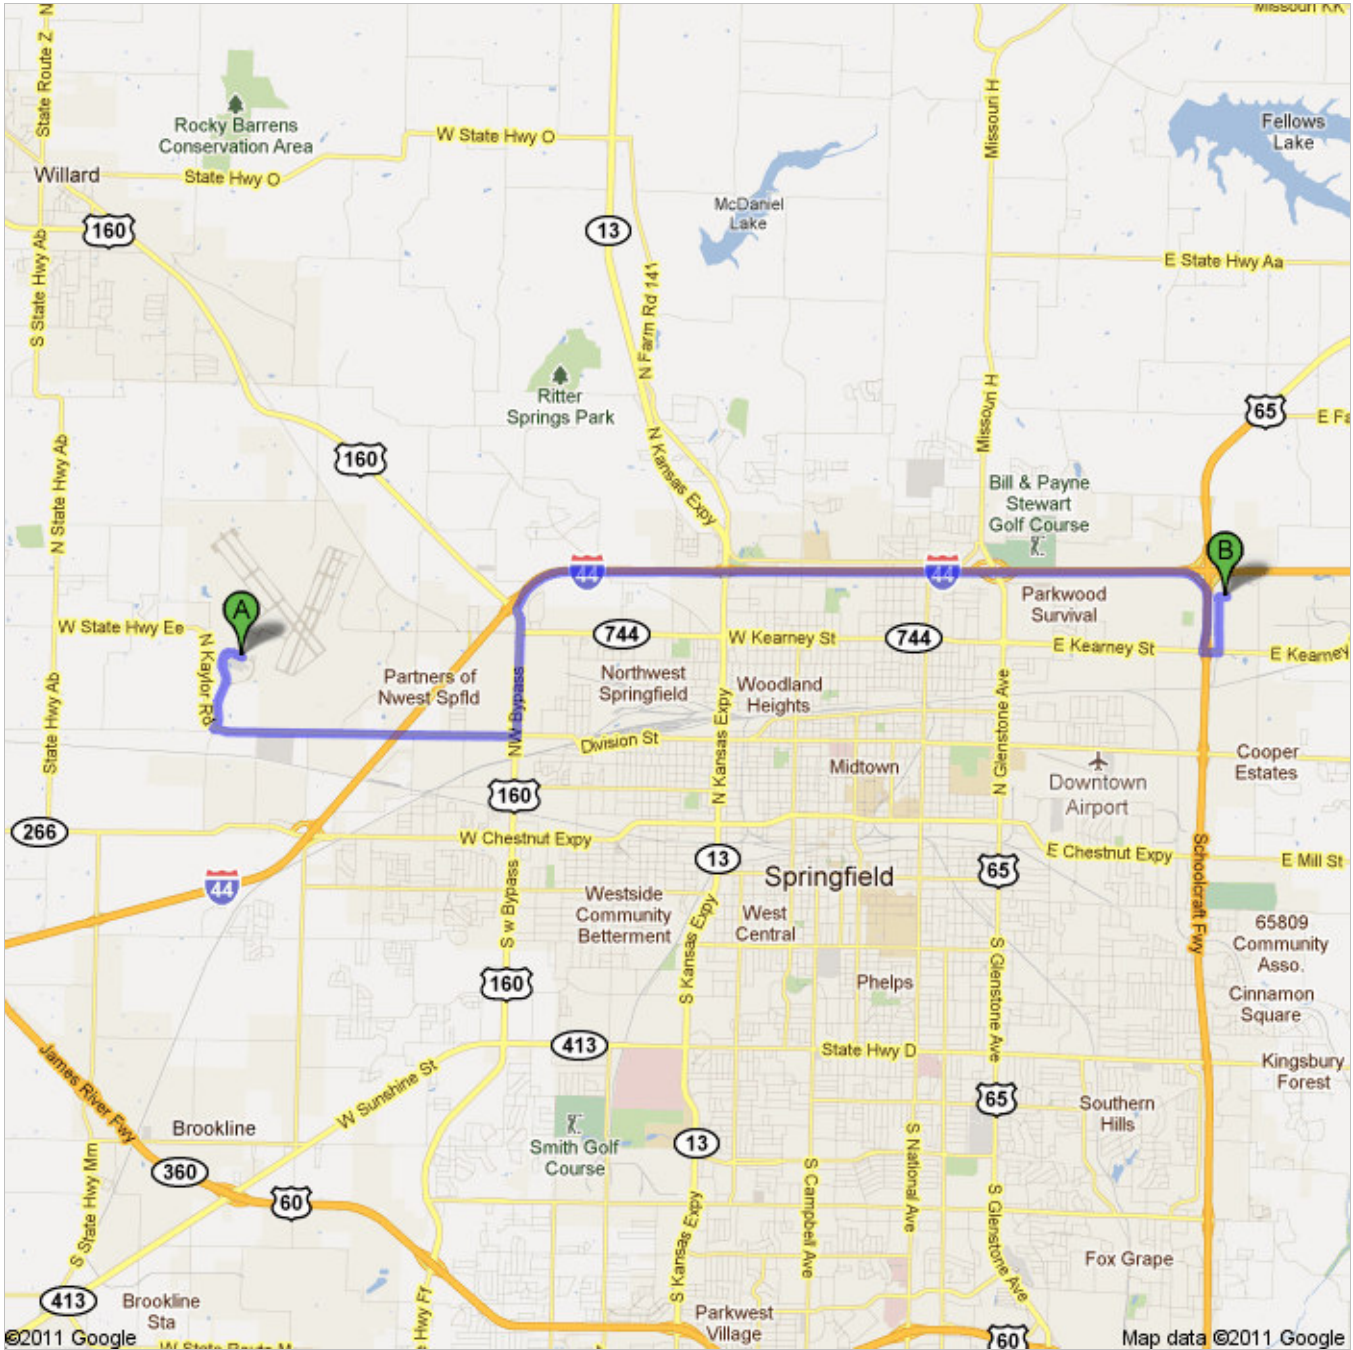 Missouri KK
State Route Z
N
Rocky Barrens
Conservation Area
Willard
State Hwy O
W State Hwy O
160
13
McDaniel
Lake
Missouri H
Fellows
Lake
E State Hwy Aa
S State Hwy Ab
N Farm Rd 141
Ritter
Springs Park
65
E Fa
160
N State Hwy Ab
N Kansas Expy
Missouri H
Bill & Payne
Stewart
Golf Course
44
44
B
A
W State Hwy Ee
N Kaylor Rd
744
W Kearney St
744
Parkwood
Survival
E Kearney St
E Kearney
Partners of
Nwest Spfld
NW Bypass
Northwest
Springfield
Woodland
Heights
N Kansas Expy
N Glenstone Ave
State Hwy Ab
Division St
Midtown
Downtown
Airport
Cooper
Estates
160
266
W Chestnut Expy
13
E Chestnut Expy
E Mill St
Schoolcraft Fwy
44
S w Bypass
Westside
Community
Betterment
Springfield
65
West
Central
S Kansas Expy
65809
Community
Asso.
160
Phelps
S Glenstone Ave
Cinnamon
Square
413
State Hwy D
Kingsbury
Forest
James River Fwy
W Sunshine St
65
Southern
Hills
Brookline
Smith Golf
Course
13
S National Ave
360
60
S State Hwy Mm
S Kansas Expy
S Campbell Ave
S Glenstone Ave
Fox Grape
413
Brookline
Sta
Hwy Ff
Parkwest
Village
60
W State Route M
©2011 Google
Map data ©2011 Google